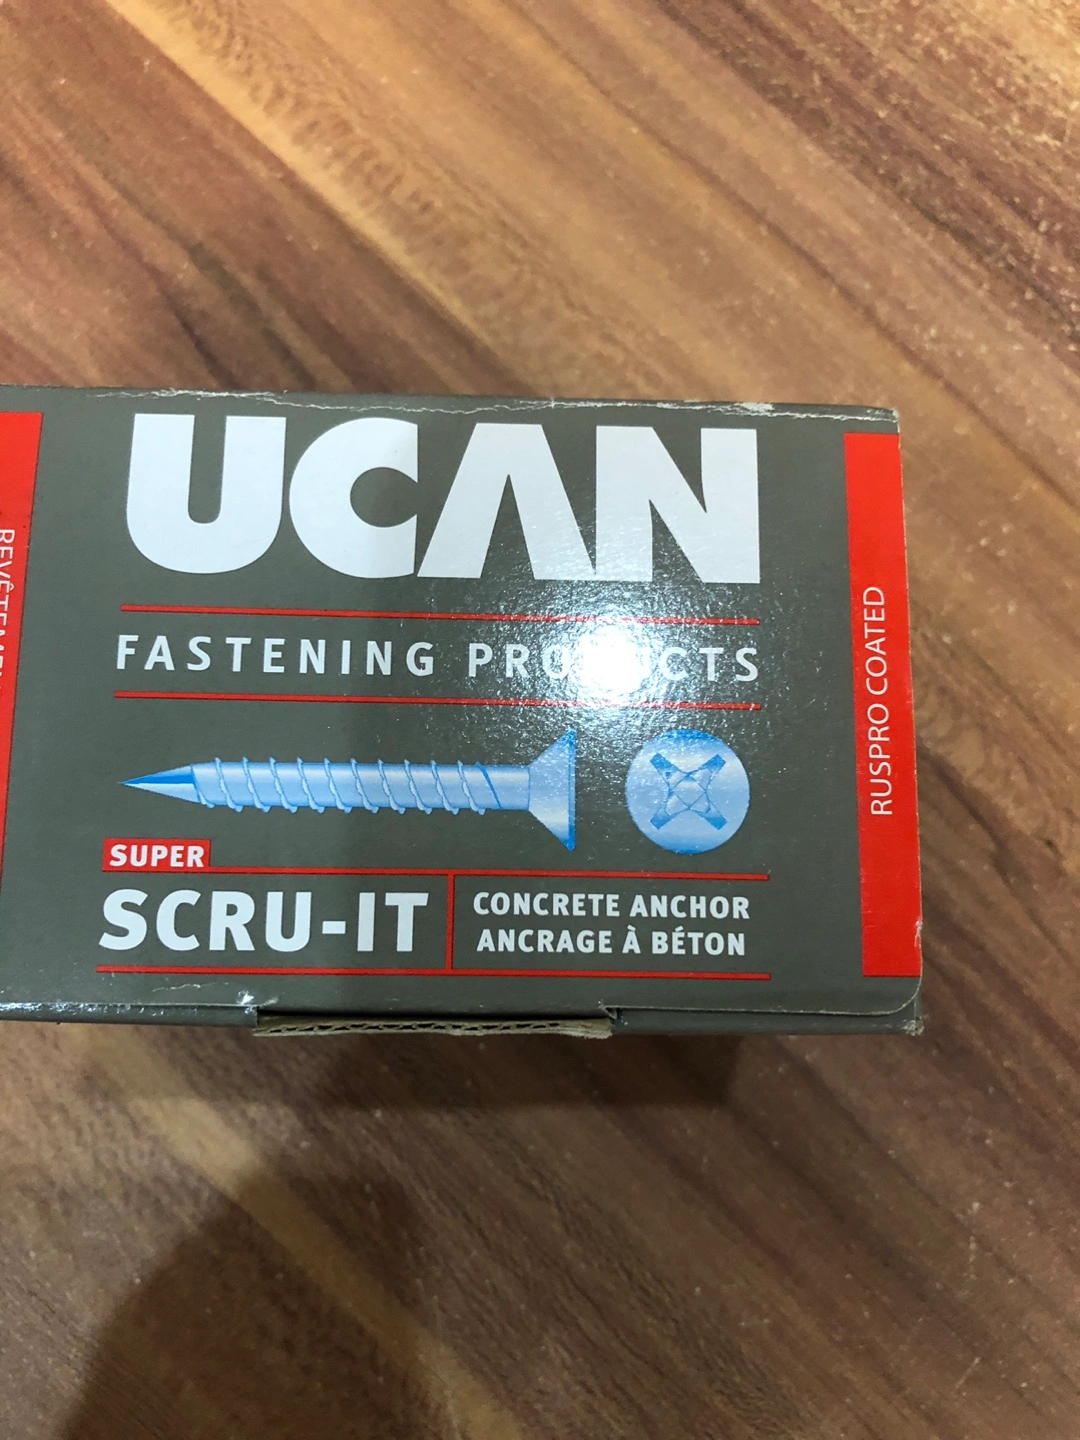 UCAN
FASTENING PRODUCTS
SUPER
SCRU-IT
CONCRETE ANCHOR
ANCRAGE À BÉTON
RUSPRO COATED